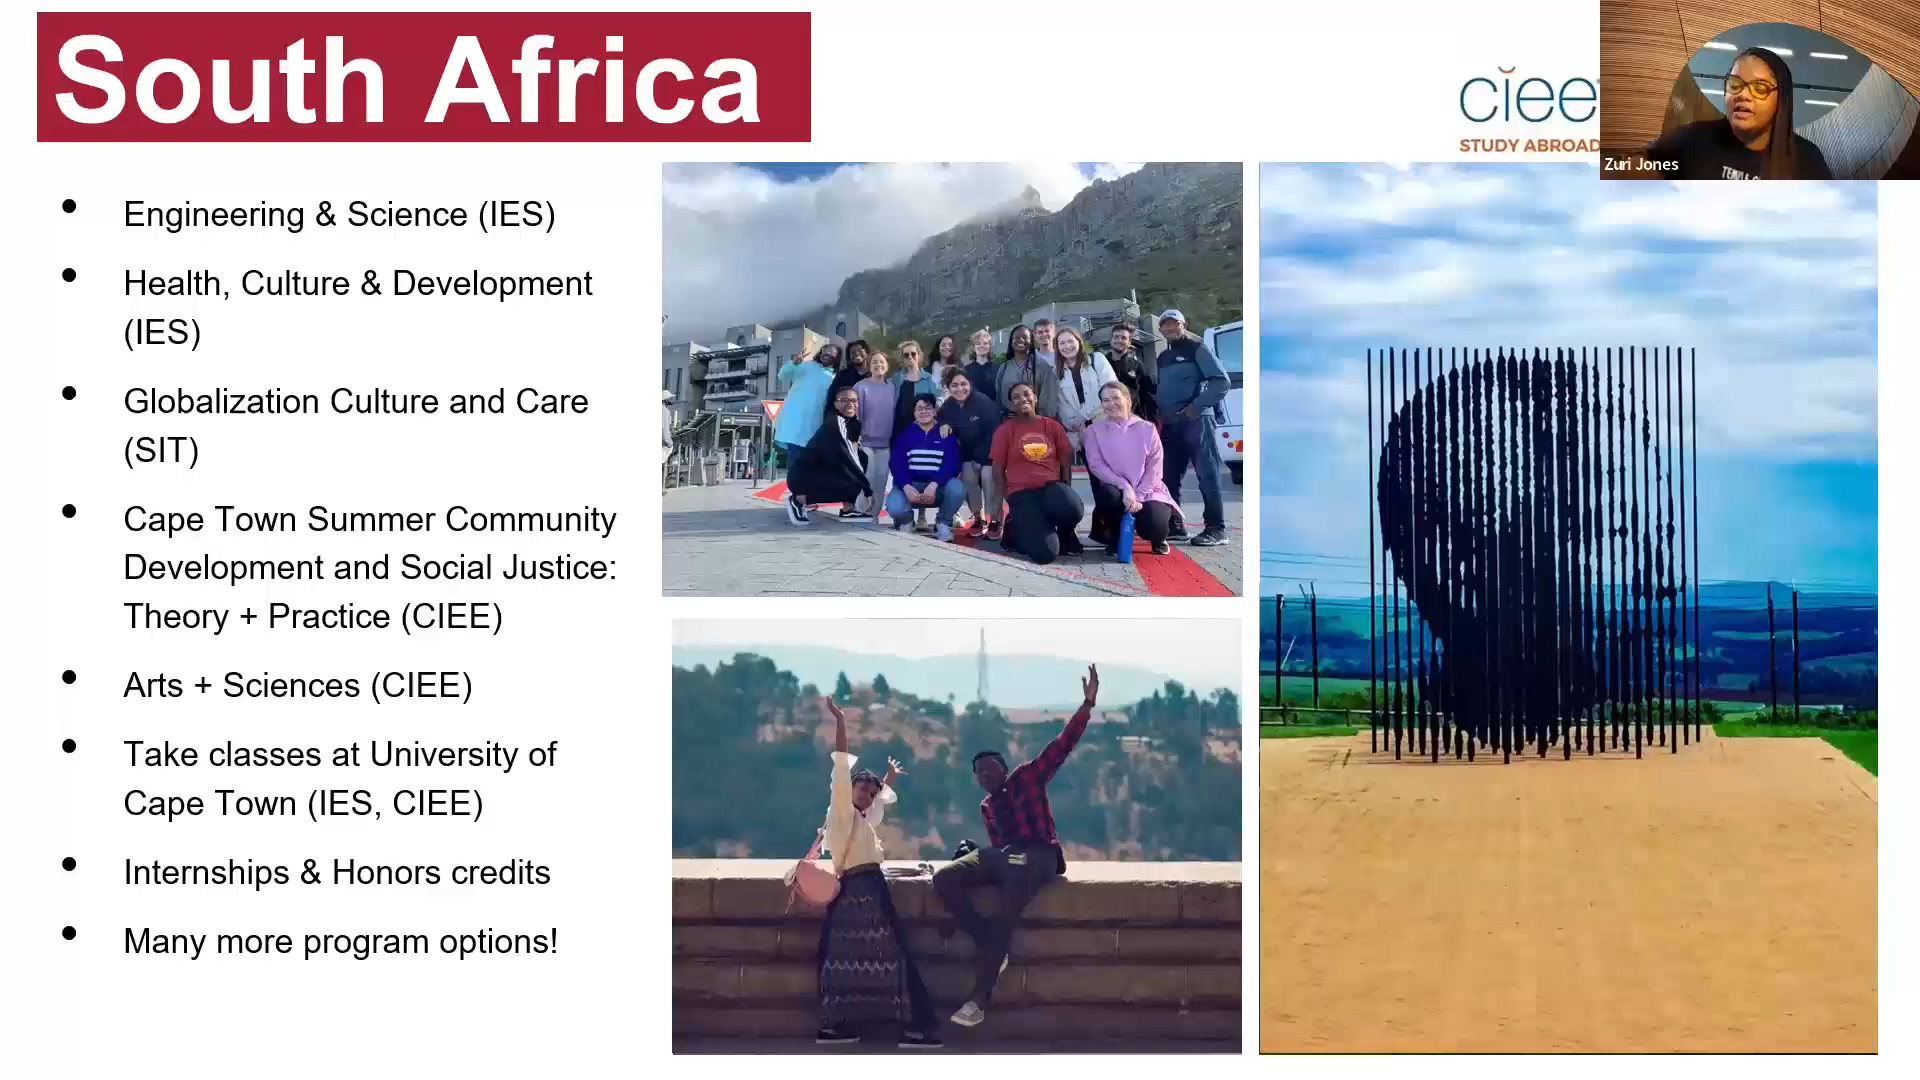 South Africa
ciee
STUDY ABROAD
Zuri Jones
• Engineering & Science (IES)
• Health, Culture & Development
(IES)
• Globalization Culture and Care
(SIT)
• Cape Town Summer Community
Development and Social Justice:
Theory + Practice (CIEE)
• Arts + Sciences (CIEE)
• Take classes at University of
Cape Town (IES, CIEE)
• Internships & Honors credits
• Many more program options!